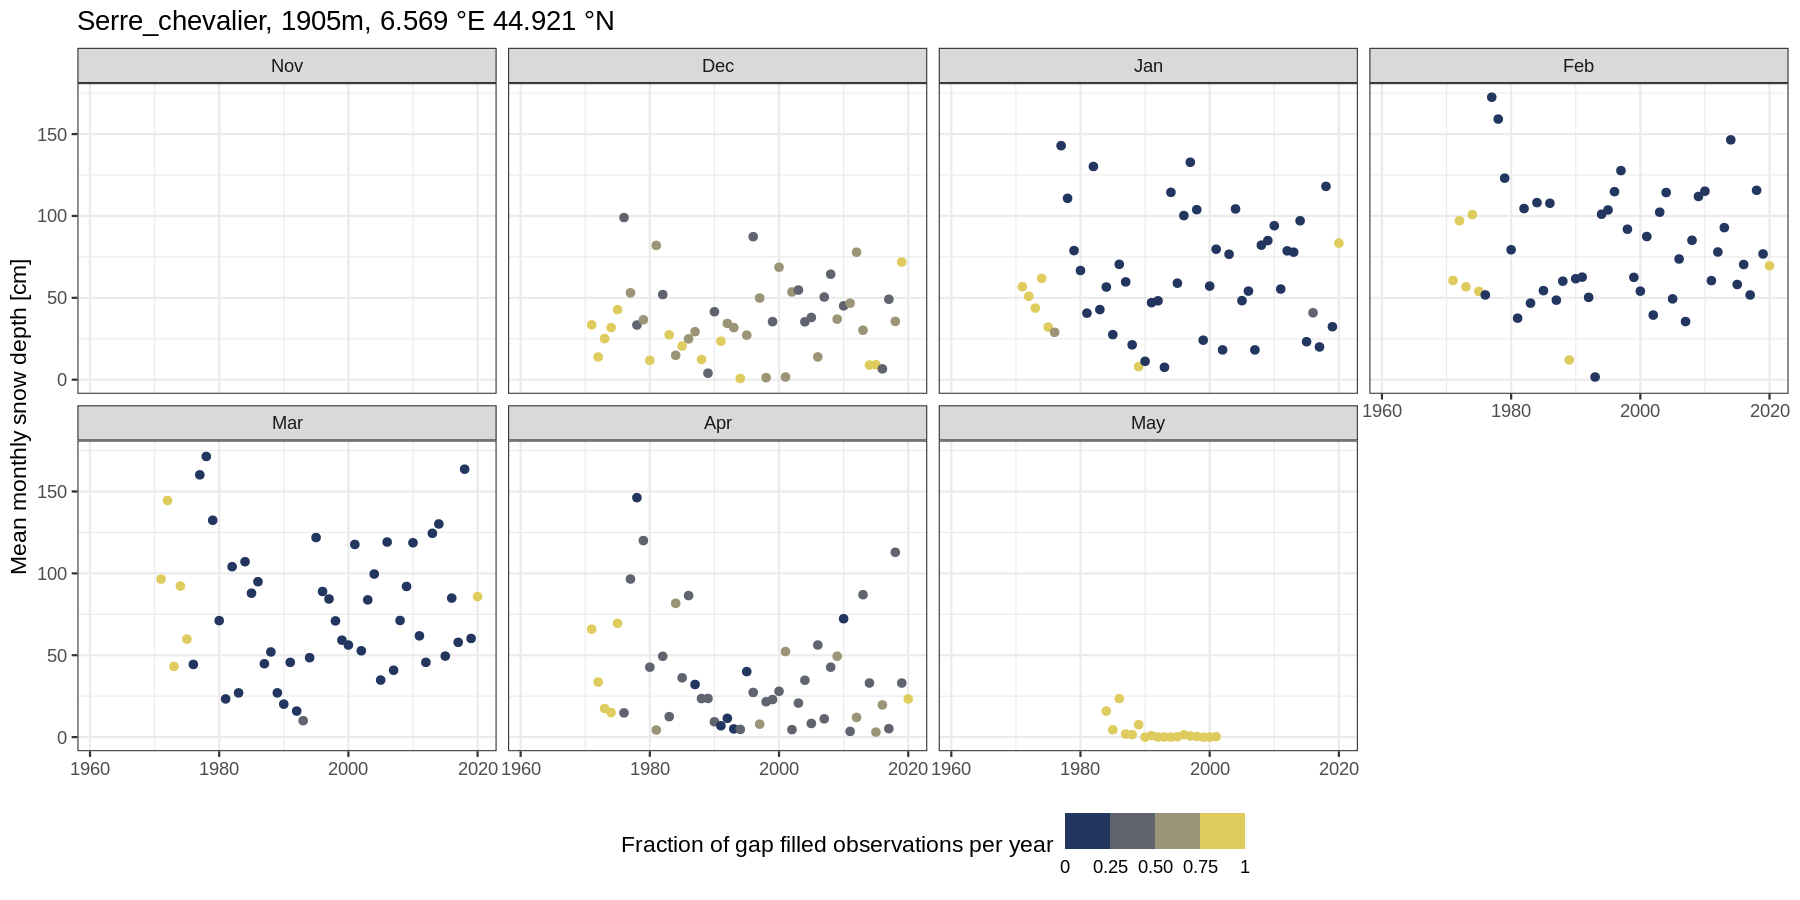 Serre_chevalier, 1905m, 6.569 °E 44.921 °N
Nov
Dec
Jan
Feb
150
100
50
0
1960
1980
2000
2020
Mean monthly snow depth [cm]
Mar
Apr
May
150
100
50
0
1960
1980
2000
2020
1960
1980
2000
2020
1960
1980
2000
2020
Fraction of gap filled observations per year
0
0.25
0.50
0.75
1